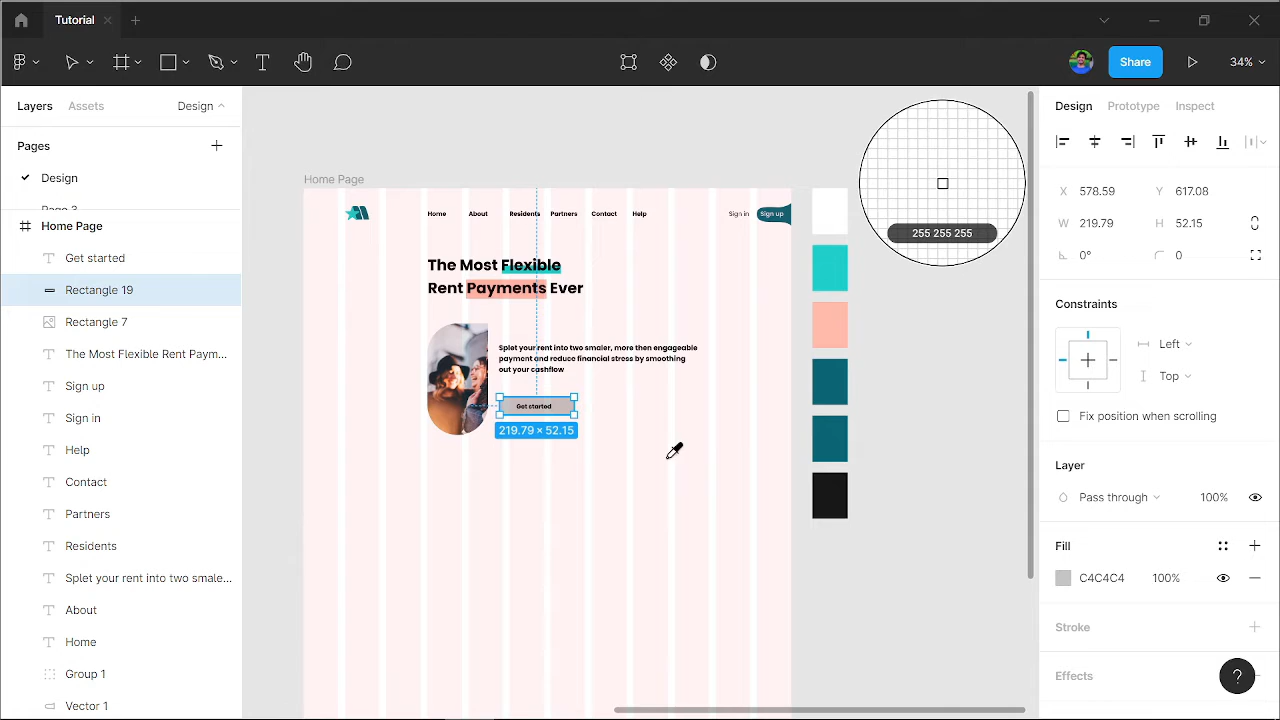 Tutorial
Share
34%
Layers
Assets
Design
Design
Prototype
Inspect
Pages
Design
Home Page
Get started
Rectangle 19
Rectangle 7
The Most Flexible Rent Paym...
Sign up
Sign in
Help
Contact
Partners
Residents
Splet your rent into two smale...
About
Home
Group 1
Vector 1
Home Page
Home
About
Residents
Partners
Contact
Help
Sign in
Sign up
The Most Flexible
Rent Payments Ever
Splet your rent into two smaler, more then engageable
payment and reduce financial stress by smoothing
out your cashflow
Get started
219.79 × 52.15
255 255 255
X 578.59
Y 617.08
W 219.79
H 52.15
0°
0
Constraints
Left
Top
Fix position when scrolling
Layer
Pass through
100%
Fill
C4C4C4
100%
Stroke
Effects
?